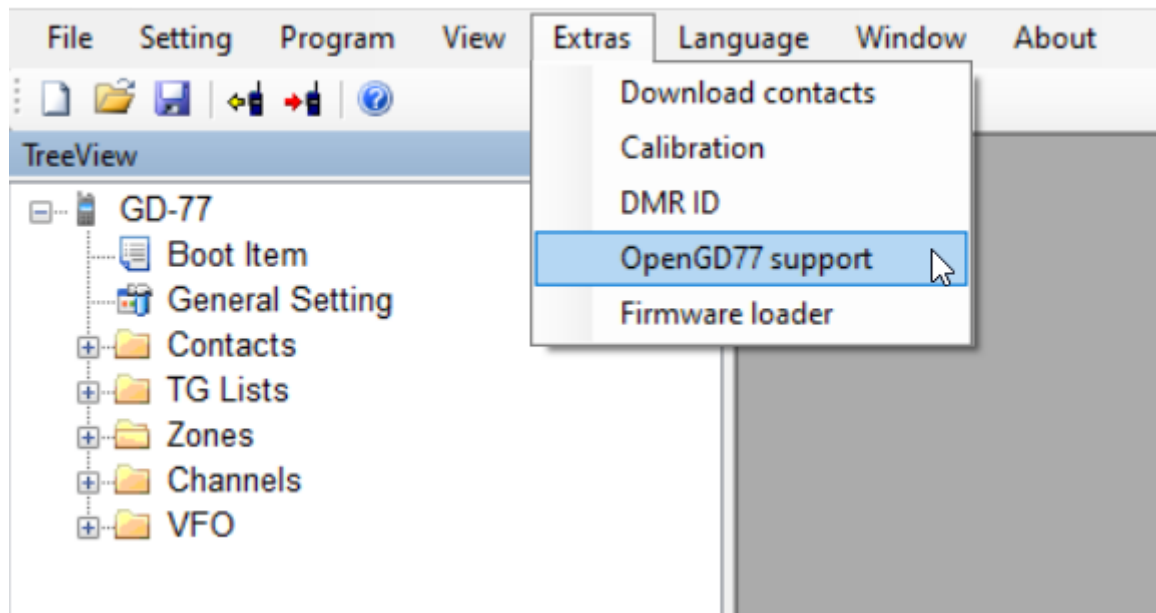 File Setting Program View Extras Language Window About
Download contacts
Calibration
DMR ID
OpenGD77 support
Firmware loader
TreeView
GD-77
Boot Item
General Setting
Contacts
TG Lists
Zones
Channels
VFO